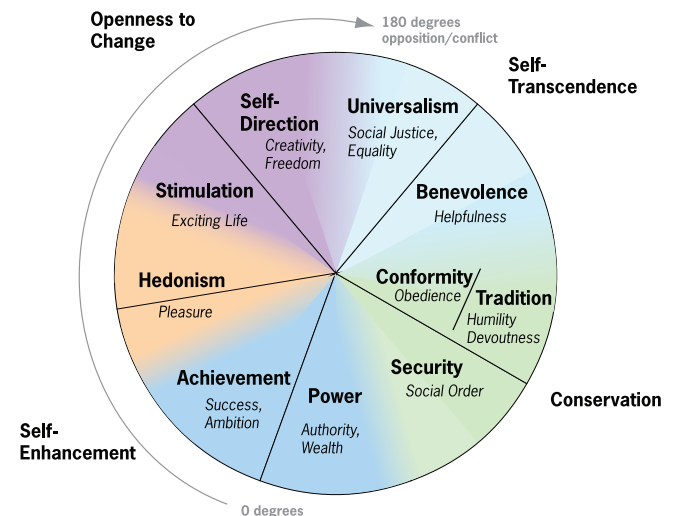 Openness to
Change
180 degrees
opposition/conflict
Self-
Transcendence
Self-
Direction
Creativity,
Freedom
Universalism
Social Justice,
Equality
Stimulation
Exciting Life
Benevolence
Helpfulness
Hedonism
Pleasure
Conformity
Obedience
Tradition
Humility
Devoutness
Security
Social Order
Achievement
Success,
Ambition
Power
Authority,
Wealth
Conservation
Self-
Enhancement
0 degrees